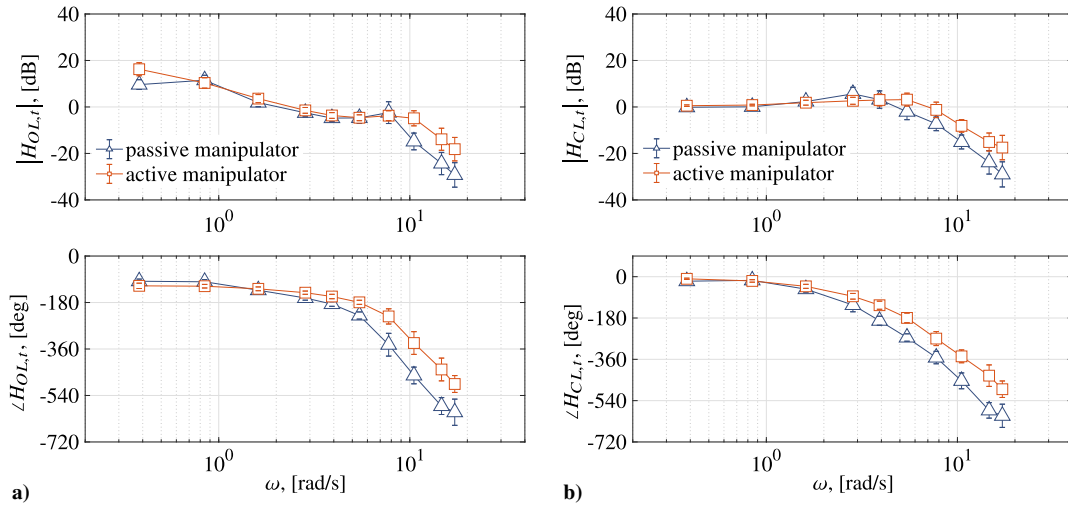 40
20
0
-20
-40
|H_{OL,t}|, [dB]
passive manipulator
active manipulator
10^0
10^1
0
-180
-360
-540
-720
∠H_{OL,t}, [deg]
10^0
10^1
ω, [rad/s]
a)
40
20
0
-20
-40
|H_{CL,t}|, [dB]
passive manipulator
active manipulator
10^0
10^1
0
-180
-360
-540
-720
∠H_{CL,t}, [deg]
10^0
10^1
ω, [rad/s]
b)